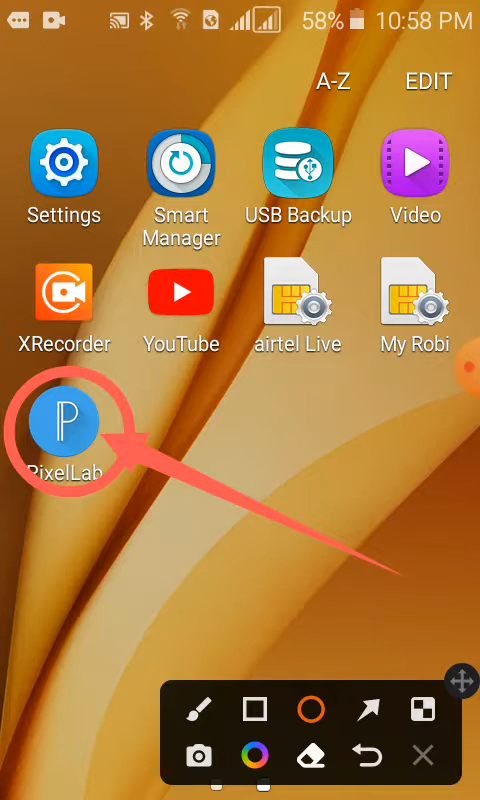 58% 10:58 PM
A-Z EDIT
Settings Smart Manager USB Backup Video
XRecorder YouTube airtel Live My Robi
PixelLab